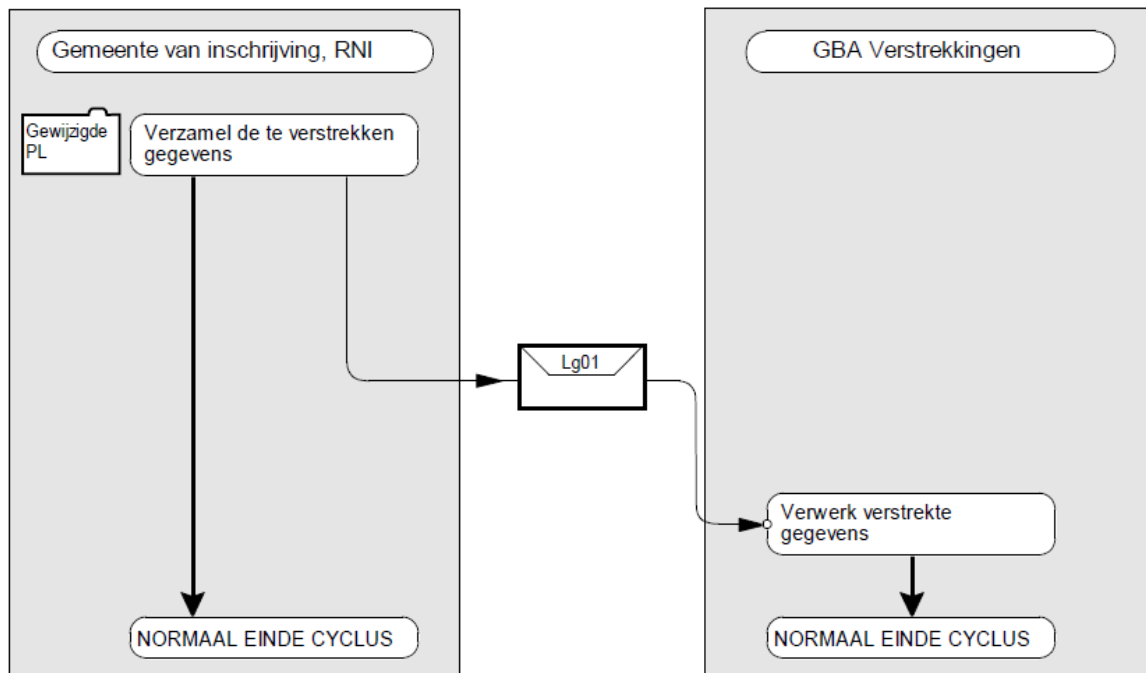 Gemeente van inschrijving, RNI
GBA Verstrekkingen
Gewijzigde
PL
Verzamel de te verstrekken
gegevens
Lg01
Verwerk verstrekte
gegevens
NORMAAL EINDE CYCLUS
NORMAAL EINDE CYCLUS